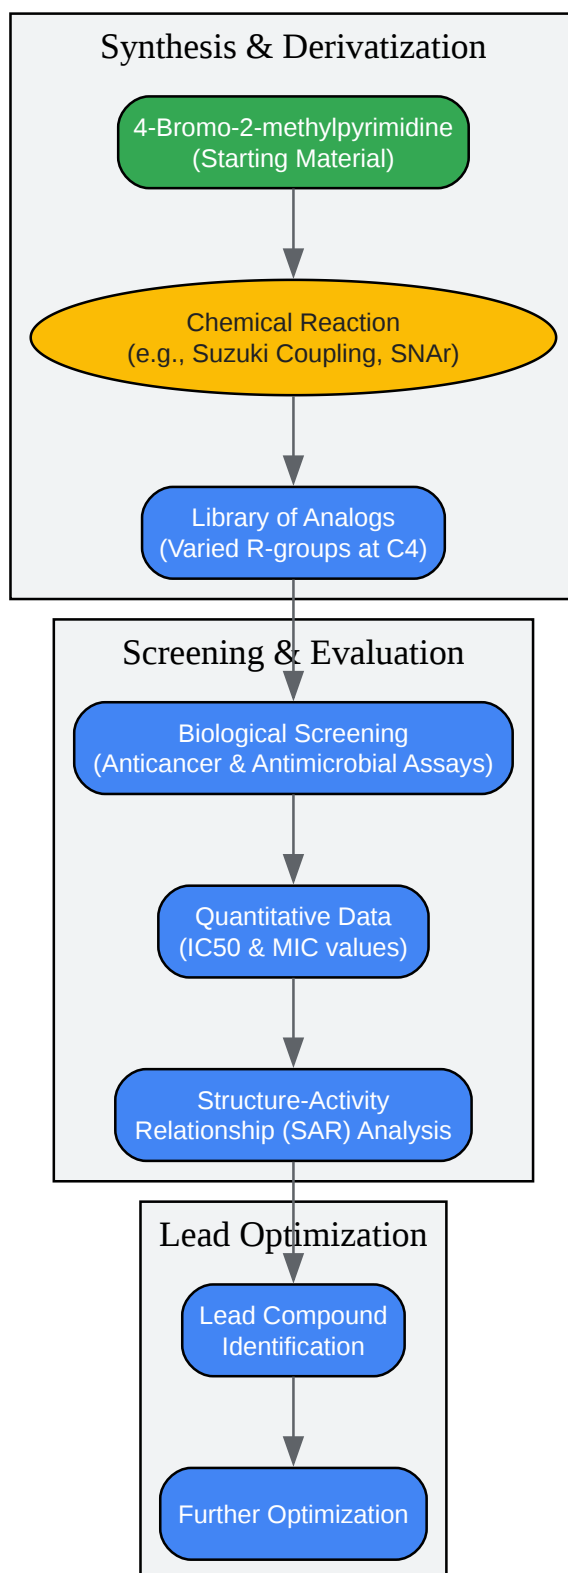 Synthesis & Derivatization
4-Bromo-2-methylpyrimidine
(Starting Material)
Chemical Reaction
(e.g., Suzuki Coupling, SNAr)
Library of Analogs
(Varied R-groups at C4)
Screening & Evaluation
Biological Screening
(Anticancer & Antimicrobial Assays)
Quantitative Data
(IC50 & MIC values)
Structure-Activity
Relationship (SAR) Analysis
Lead Optimization
Lead Compound
Identification
Further Optimization